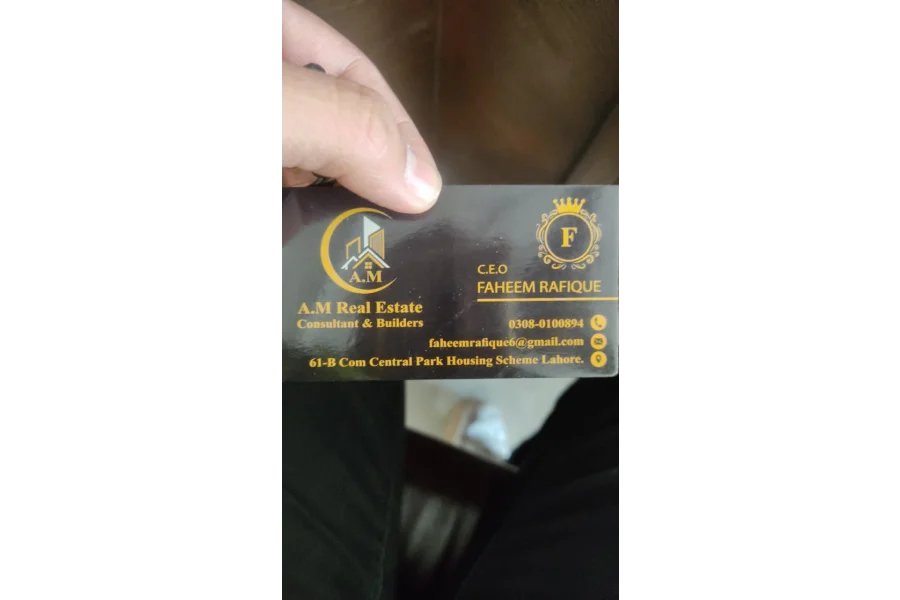 A.M
A.M Real Estate
Consultant & Builders
F
C.E.O
FAHEEM RAFIQUE
0308-0100894
faheemrafique6@gmail.com
61-B Com Central Park Housing Scheme Lahore.